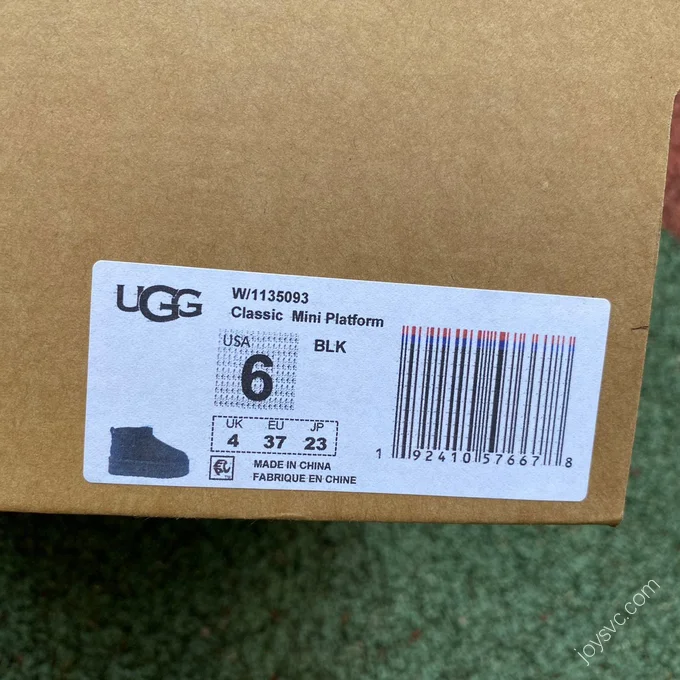 UGG
W/1135093
Classic Mini Platform
USA
6
BLK
UK EU JP
4 37 23
MADE IN CHINA
FABRIQUE EN CHINE
1 92410 57667 8
joysvc.com